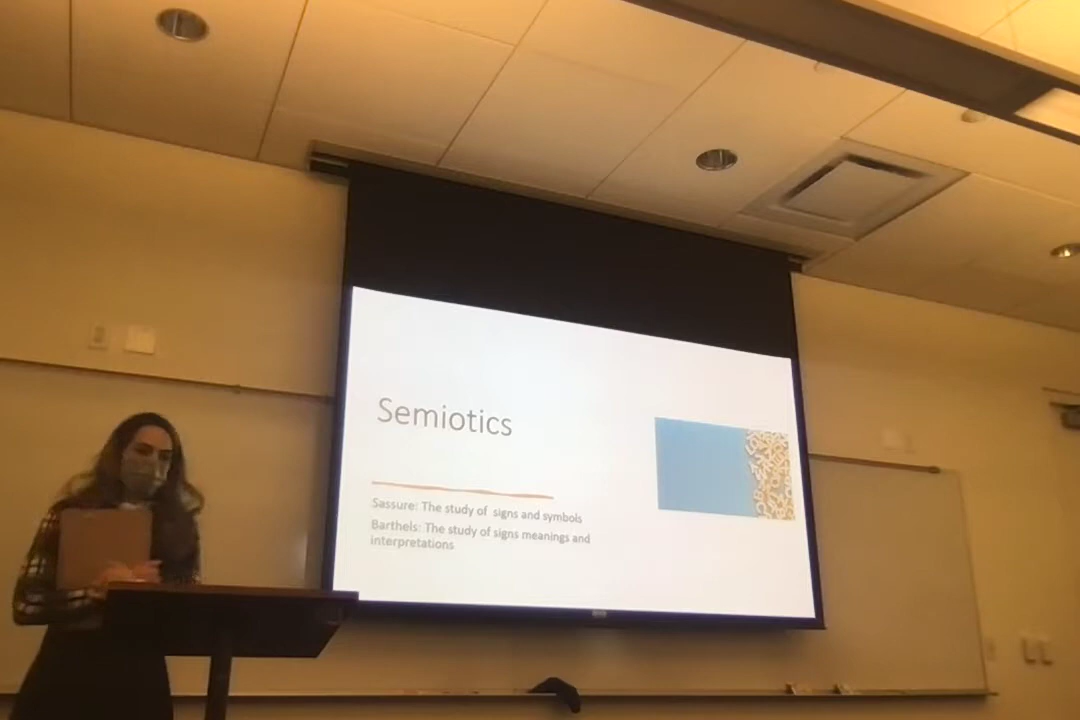 Semiotics
Sassure: The study of signs and symbols
Barthels: The study of signs meanings and
interpretations